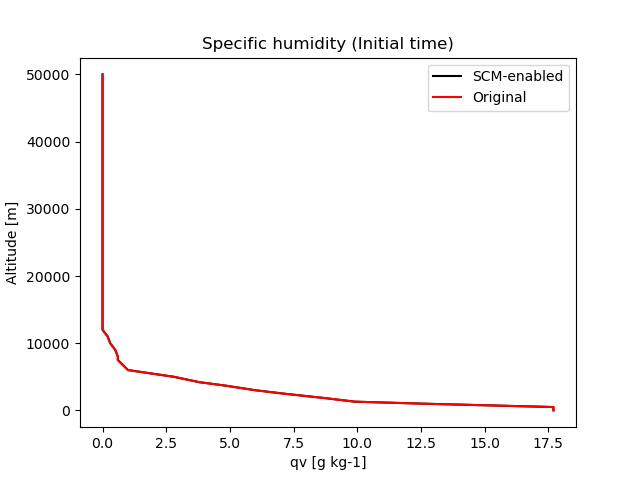 Specific humidity (Initial time)
SCM-enabled
Original
Altitude [m]
50000
40000
30000
20000
10000
0
0.0 2.5 5.0 7.5 10.0 12.5 15.0 17.5
qv [g kg-1]